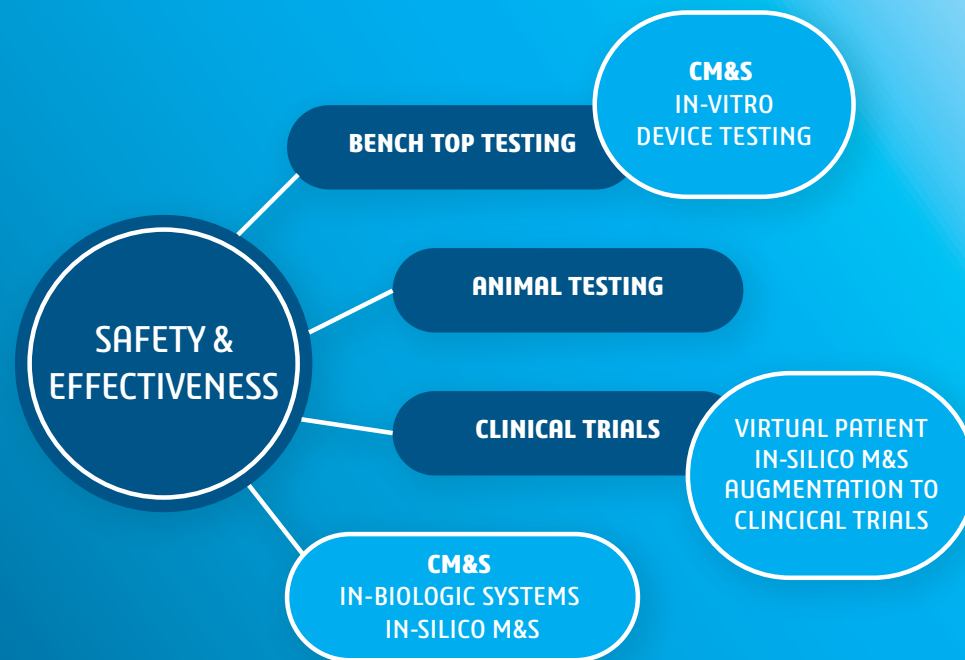 CM&S
IN-VITRO
DEVICE TESTING
BENCH TOP TESTING
ANIMAL TESTING
SAFETY &
EFFECTIVENESS
CLINICAL TRIALS
VIRTUAL PATIENT
IN-SILICO M&S
AUGMENTATION TO
CLINCICAL TRIALS
CM&S
IN-BIOLOGIC SYSTEMS
IN-SILICO M&S